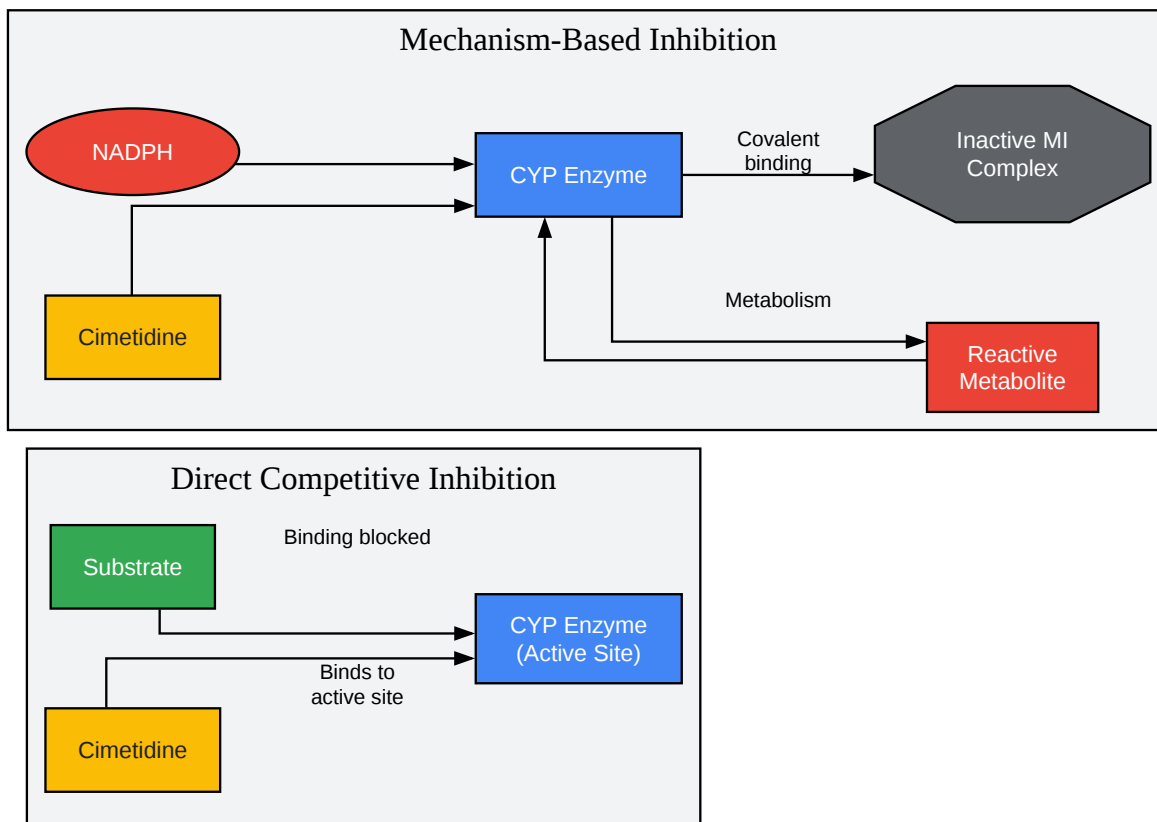 Mechanism-Based Inhibition
NADPH
CYP Enzyme
Covalent
binding
Inactive MI
Complex
Cimetidine
Metabolism
Reactive
Metabolite
Direct Competitive Inhibition
Substrate
Binding blocked
CYP Enzyme
(Active Site)
Binds to
active site
Cimetidine